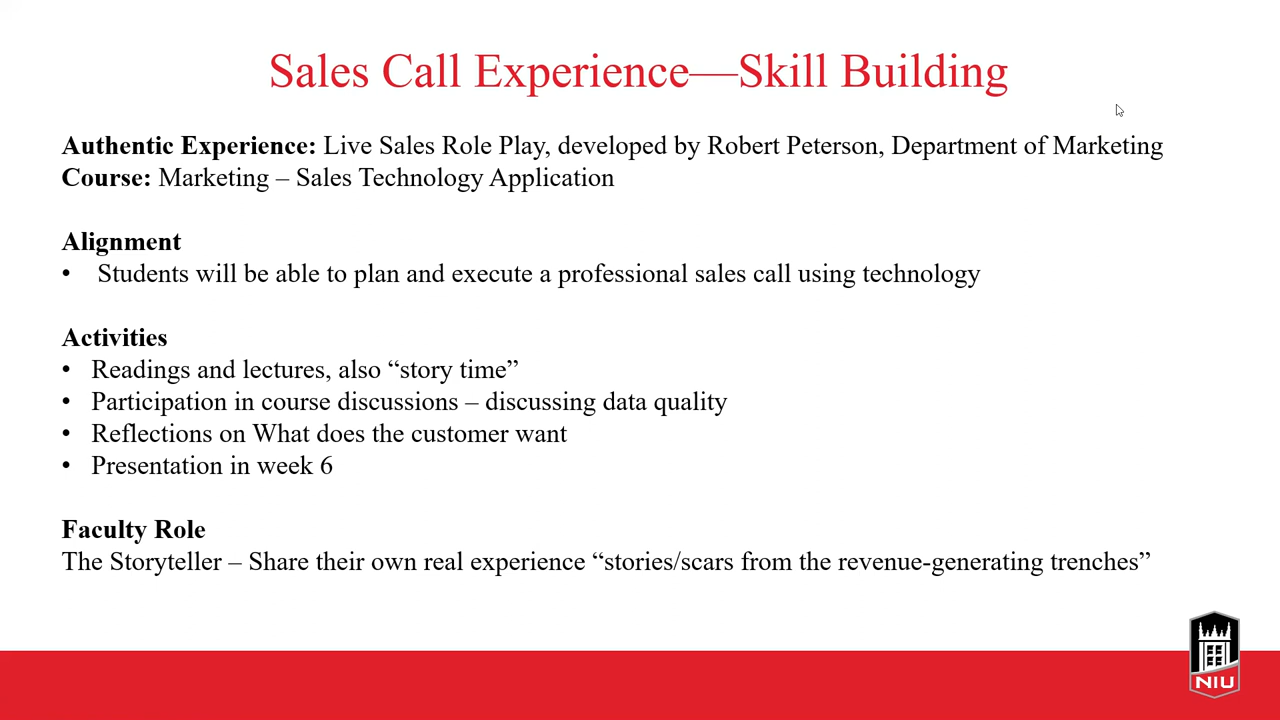 Sales Call Experience—Skill Building
Authentic Experience: Live Sales Role Play, developed by Robert Peterson, Department of Marketing
Course: Marketing – Sales Technology Application
Alignment
• Students will be able to plan and execute a professional sales call using technology
Activities
• Readings and lectures, also “story time”
• Participation in course discussions – discussing data quality
• Reflections on What does the customer want
• Presentation in week 6
Faculty Role
The Storyteller – Share their own real experience “stories/scars from the revenue-generating trenches”
NIU